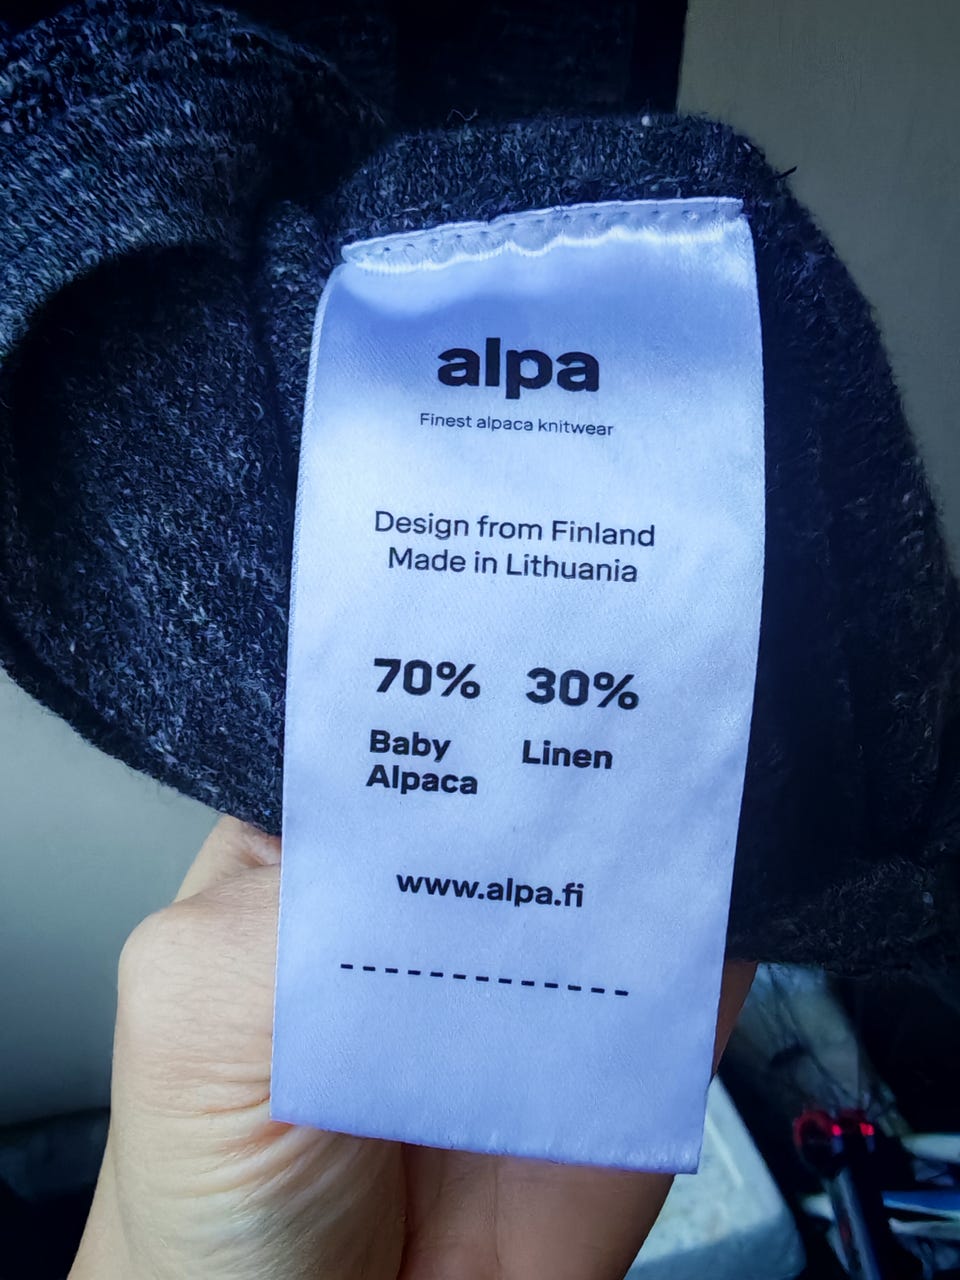 alpa
Finest alpaca knitwear
Design from Finland
Made in Lithuania
70% 30%
Baby Alpaca Linen
www.alpa.fi